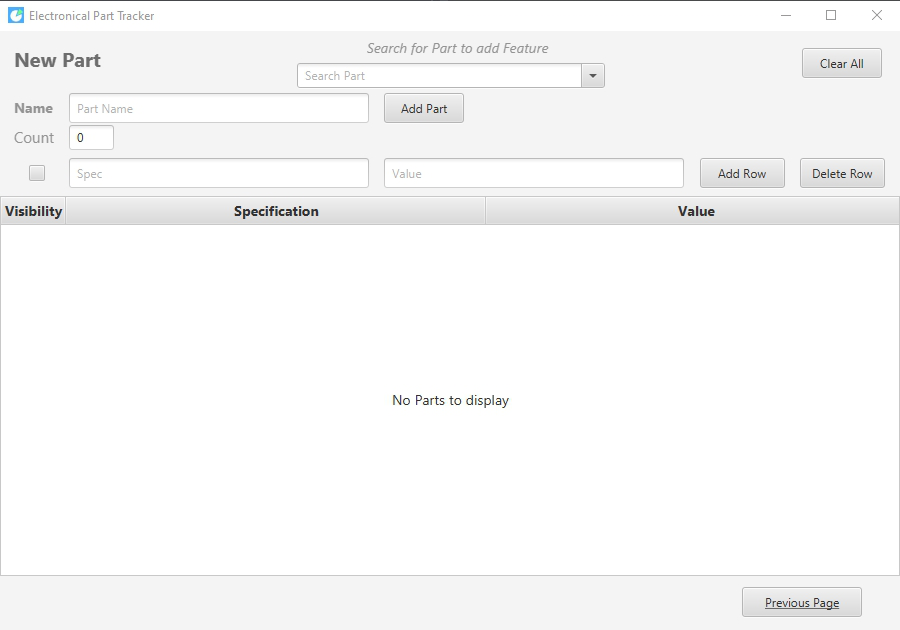 Electronical Part Tracker
New Part
Search for Part to add Feature
Search Part
Clear All
Name
Part Name
Add Part
Count
0
Spec
Value
Add Row
Delete Row
Visibility
Specification
Value
No Parts to display
Previous Page